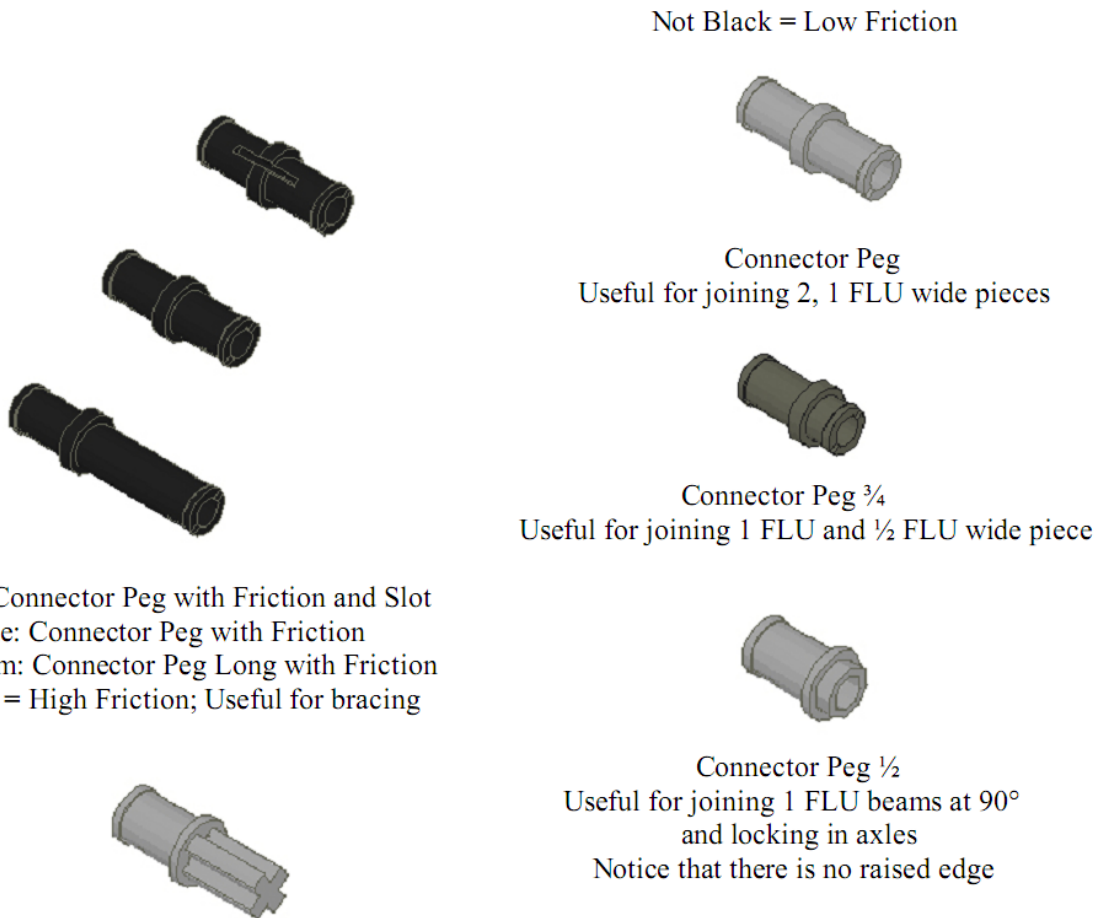 Not Black = Low Friction
Connector Peg
Useful for joining 2, 1 FLU wide pieces
Connector Peg ¾
Useful for joining 1 FLU and ½ FLU wide piece
Connector Peg with Friction and Slot
e: Connector Peg with Friction
m: Connector Peg Long with Friction
= High Friction; Useful for bracing
Connector Peg ½
Useful for joining 1 FLU beams at 90°
and locking in axles
Notice that there is no raised edge